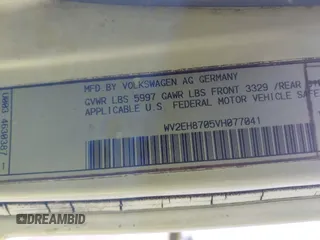 MFD BY VOLKSWAGEN AG GERMANY
GVWR LBS 5997 GAWR LBS FRONT 3329 /REAR
APPLICABLE U.S. FEDERAL MOTOR VEHICLE SAFE
WV2EH8705VH077041
DREAMBID